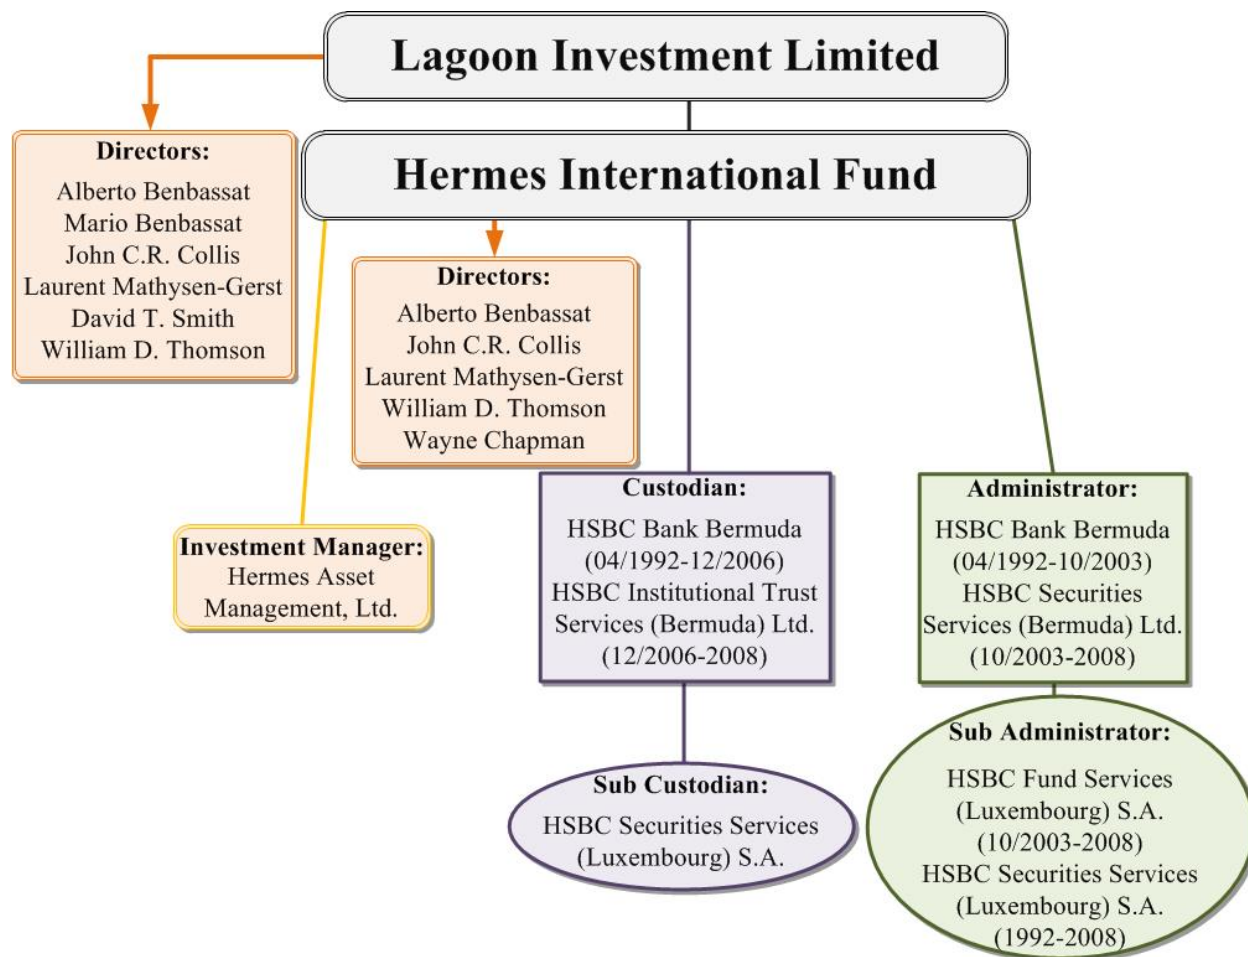 Lagoon Investment Limited
Directors:
Alberto Benbassat
Mario Benbassat
John C.R. Collis
Laurent Mathysen-Gerst
David T. Smith
William D. Thomson
Hermes International Fund
Directors:
Alberto Benbassat
John C.R. Collis
Laurent Mathysen-Gerst
William D. Thomson
Wayne Chapman
Investment Manager:
Hermes Asset
Management, Ltd.
Custodian:
HSBC Bank Bermuda
(04/1992-12/2006)
HSBC Institutional Trust
Services (Bermuda) Ltd.
(12/2006-2008)
Administrator:
HSBC Bank Bermuda
(04/1992-10/2003)
HSBC Securities
Services (Bermuda) Ltd.
(10/2003-2008)
Sub Custodian:
HSBC Securities Services
(Luxembourg) S.A.
Sub Administrator:
HSBC Fund Services
(Luxembourg) S.A.
(10/2003-2008)
HSBC Securities Services
(Luxembourg) S.A.
(1992-2008)